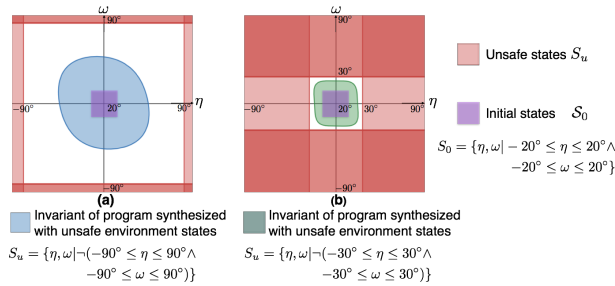 ω
90°
η
−90°
20°
90°
−90°
(a)
ω
90°
30°
η
−90°
20°
30°
90°
−90°
(b)
Unsafe states S_u
Initial states S_0
S_0 = {η, ω| − 20° ≤ η ≤ 20°∧
−20° ≤ ω ≤ 20°}
Invariant of program synthesized
with unsafe environment states
S_u = {η, ω|¬(−90° ≤ η ≤ 90°∧
−90° ≤ ω ≤ 90°)}
Invariant of program synthesized
with unsafe environment states
S_u = {η, ω|¬(−30° ≤ η ≤ 30°∧
−30° ≤ ω ≤ 30°)}